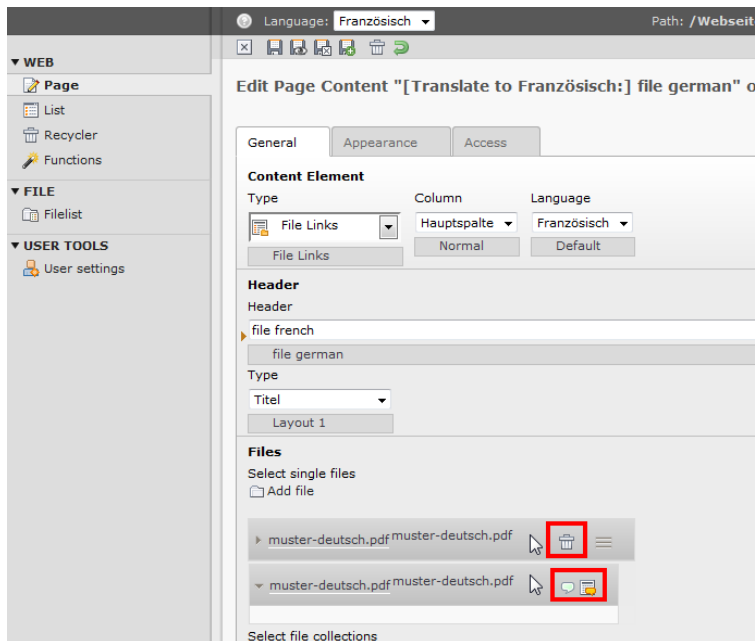 Language: Französisch Path: /Webseit
WEB
Page
List
Recycler
Functions
FILE
Filelist
USER TOOLS
User settings
Edit Page Content "[Translate to Französisch:] file german" o
General Appearance Access
Content Element
Type Column Language
File Links Hauptspalte Französisch
File Links Normal Default
Header
Header
file french
file german
Type
Titel
Layout 1
Files
Select single files
Add file
muster-deutsch.pdf muster-deutsch.pdf
muster-deutsch.pdf muster-deutsch.pdf
Select file collections